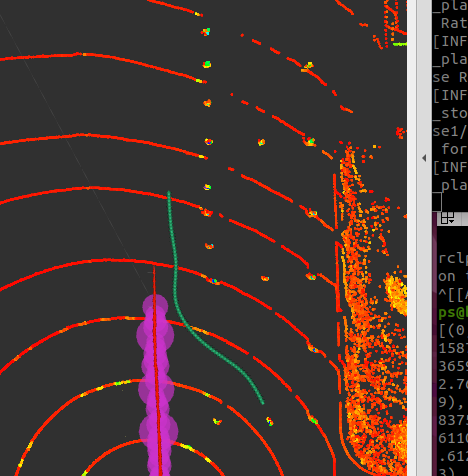 _pla
Rat
[INF
_pla
se R
[INF
_sto
se1/
for
[INF
_pla
rclp
on t
^[[A
ps@b
[(0
1587
3659
2.76
9),
8375
6110
.612
3)